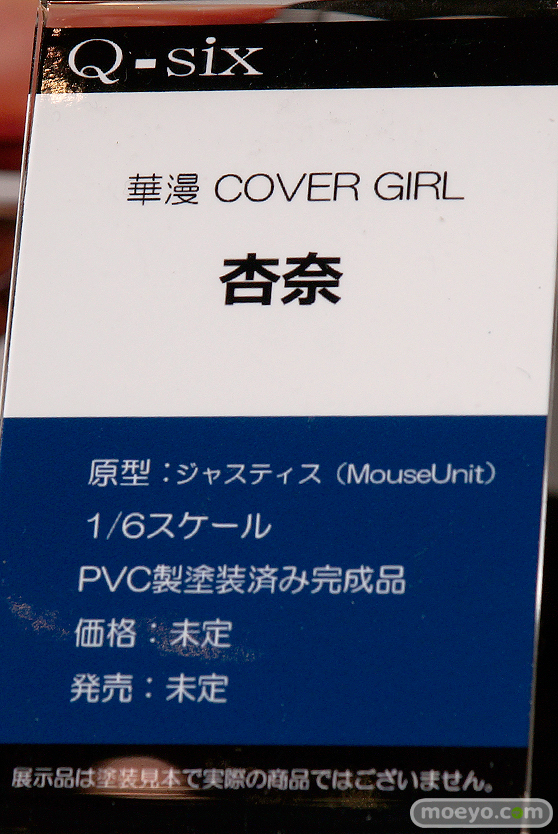 Q-six
華漫 COVER GIRL
杏奈
原型：ジャスティス（MouseUnit）
1/6スケール
PVC製塗装済み完成品
価格：未定
発売：未定
展示品は塗装見本で実際の商品ではございません。
moeyo.com